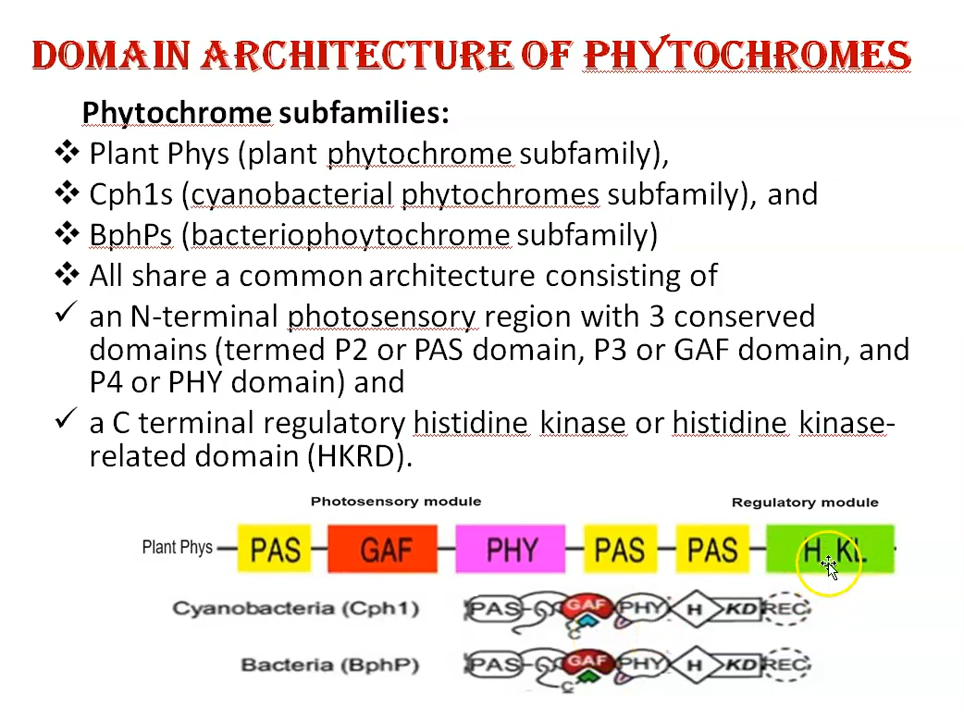 DOMAIN ARCHITECTURE OF PHYTOCHROMES
Phytochrome subfamilies:
❖ Plant Phys (plant phytochrome subfamily),
❖ Cph1s (cyanobacterial phytochromes subfamily), and
❖ BphPs (bacteriophoytochrome subfamily)
❖ All share a common architecture consisting of
✓ an N-terminal photosensory region with 3 conserved
domains (termed P2 or PAS domain, P3 or GAF domain, and
P4 or PHY domain) and
✓ a C terminal regulatory histidine kinase or histidine kinase-
related domain (HKRD).
Photosensory module Regulatory module
Plant Phys PAS GAF PHY PAS PAS H KL
Cyanobacteria (Cph1) PAS G GAF PHY H KD REC
Bacteria (BphP) PAS G GAF PHY H KD REC
C